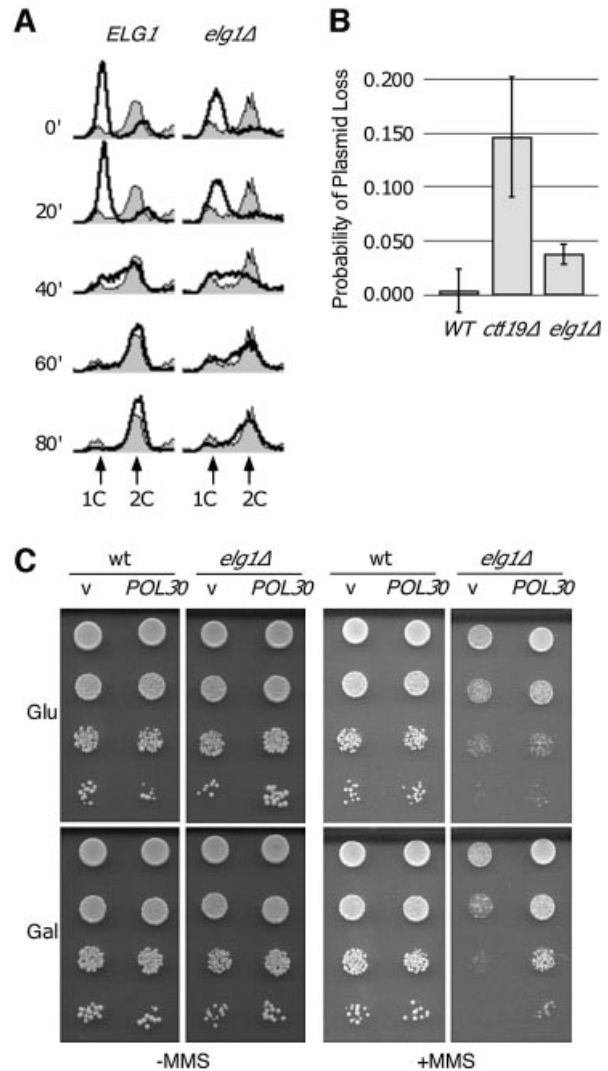 A
ELG1 elg1Δ
0'
20'
40'
60'
80'
1C 2C 1C 2C
B
Probability of Plasmid Loss
0.200
0.150
0.100
0.050
0.000
WT ctf19Δ elg1Δ
C
wt elg1Δ wt elg1Δ
v POL30 v POL30 v POL30 v POL30
Glu
Gal
-MMS +MMS